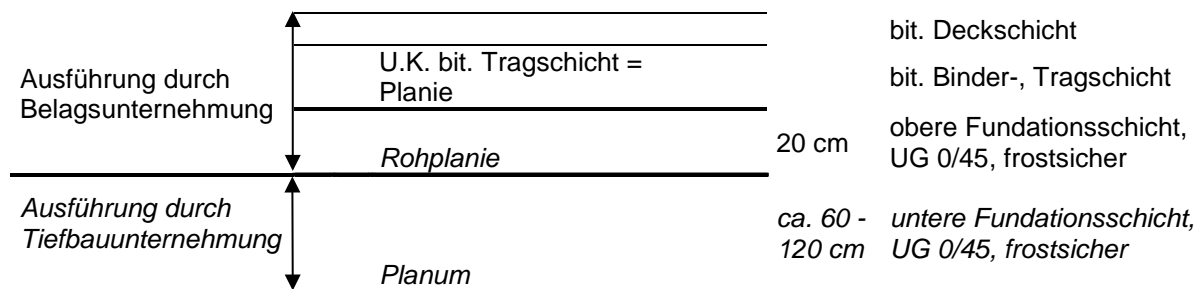 bit. Deckschicht
Ausführung durch
Belagsunternehmung
U.K. bit. Tragschicht =
Planie
bit. Binder-, Tragschicht
Rohplanie
20 cm
obere Fundationsschicht,
UG 0/45, frostsicher
Ausführung durch
Tiefbauunternehmung
Planum
ca. 60 -
120 cm
untere Fundationsschicht,
UG 0/45, frostsicher